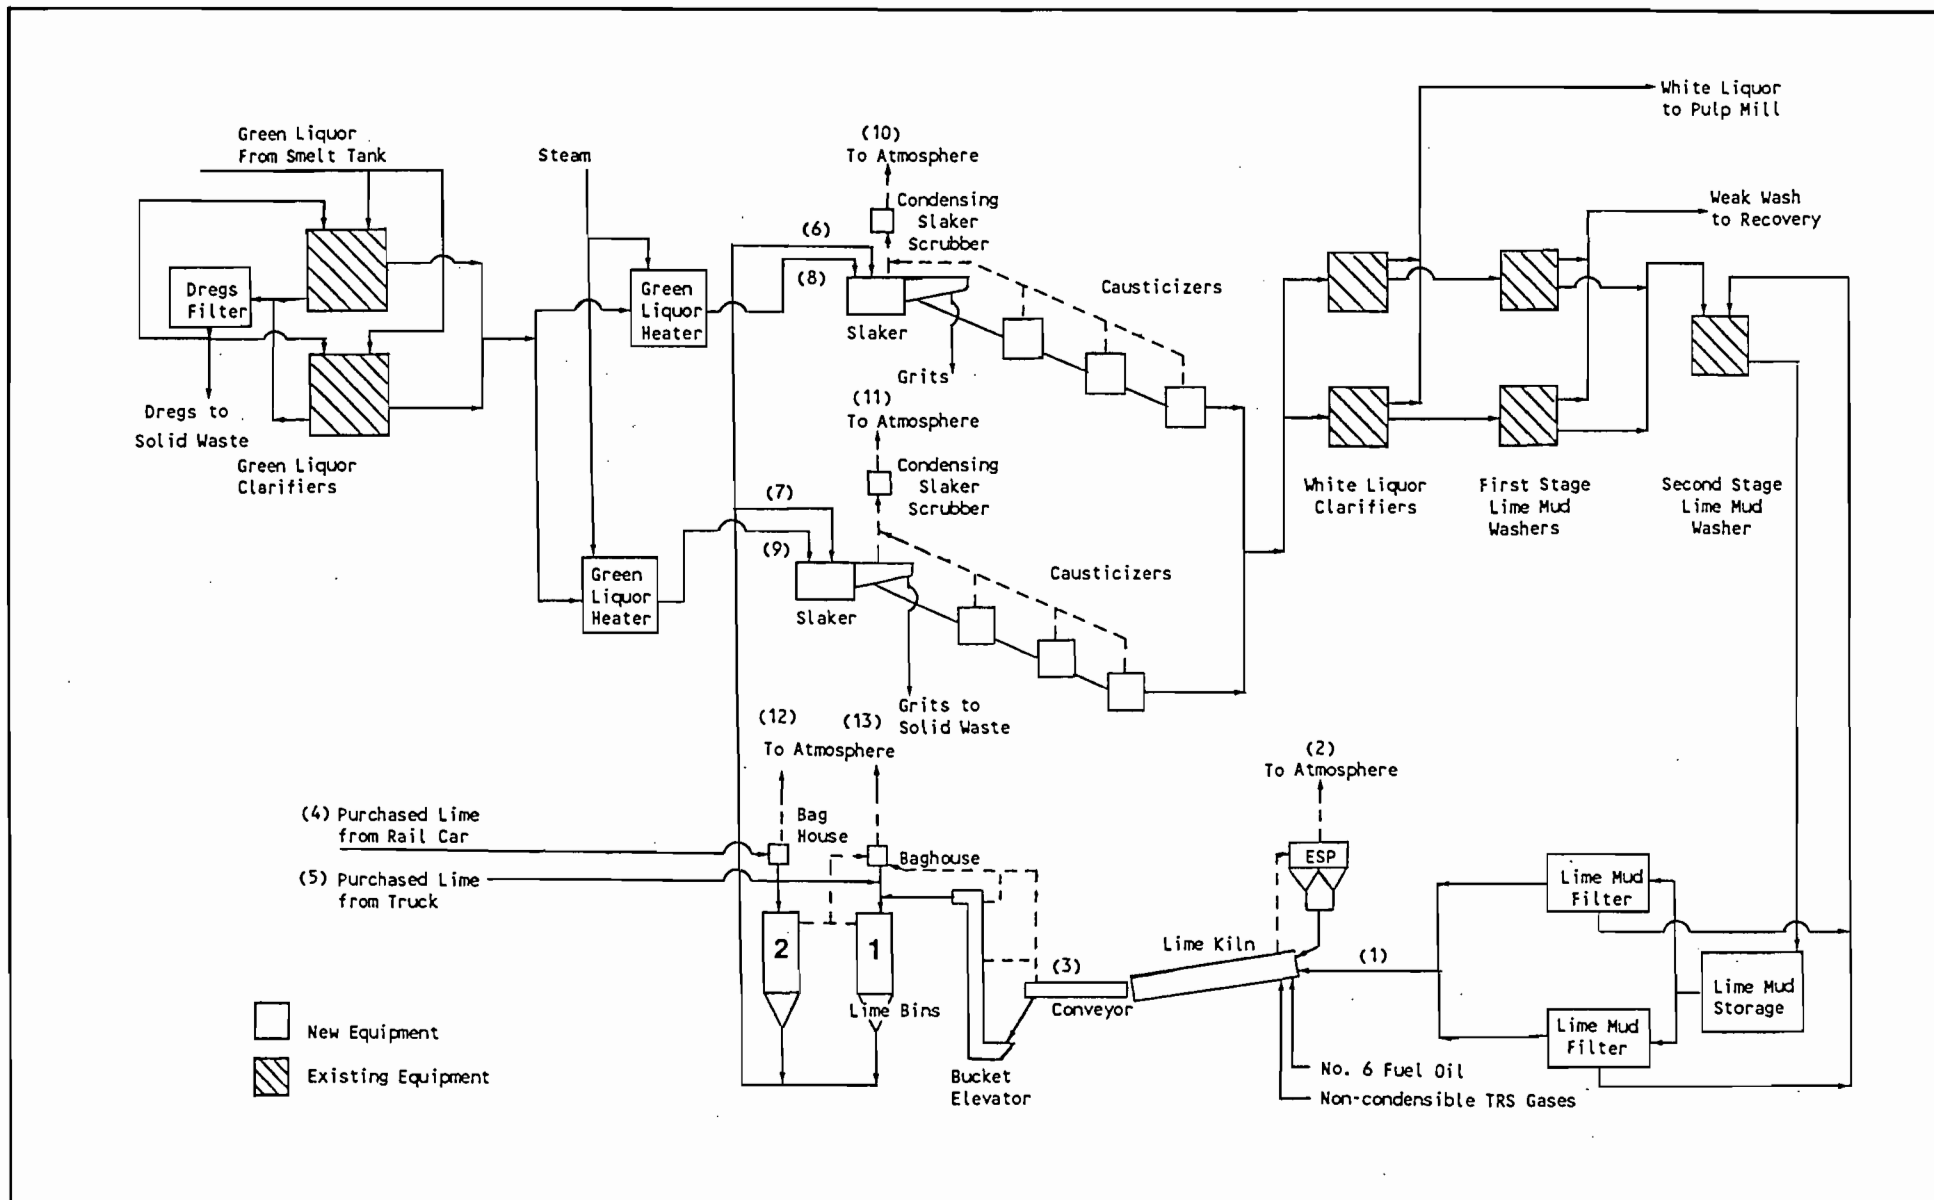 White Liquor
to Pulp Mill
Green Liquor
From Smelt Tank
Steam
(10)
To Atmosphere
Condensing
Slaker
Scrubber
Weak Wash
to Recovery
(6)
(8)
Dregs
Filter
Green
Liquor
Heater
Causticizers
Slaker
Grits
Dregs to
Solid Waste
Green Liquor
Clarifiers
(11)
To Atmosphere
Condensing
Slaker
Scrubber
(7)
(9)
White Liquor
Clarifiers
First Stage
Lime Mud
Washers
Second Stage
Lime Mud
Washer
Green
Liquor
Heater
Causticizers
Slaker
Grits to
Solid Waste
(12)
(13)
To Atmosphere
(2)
To Atmosphere
(4) Purchased Lime
from Rail Car
Bag
House
Baghouse
(5) Purchased Lime
from Truck
ESP
Lime Mud
Filter
2
1
Lime Kiln
(1)
(3)
Lime Bins
Conveyor
Lime Mud
Storage
Lime Mud
Filter
New Equipment
Existing Equipment
Bucket
Elevator
No. 6 Fuel Oil
Non-condensible TRS Gases